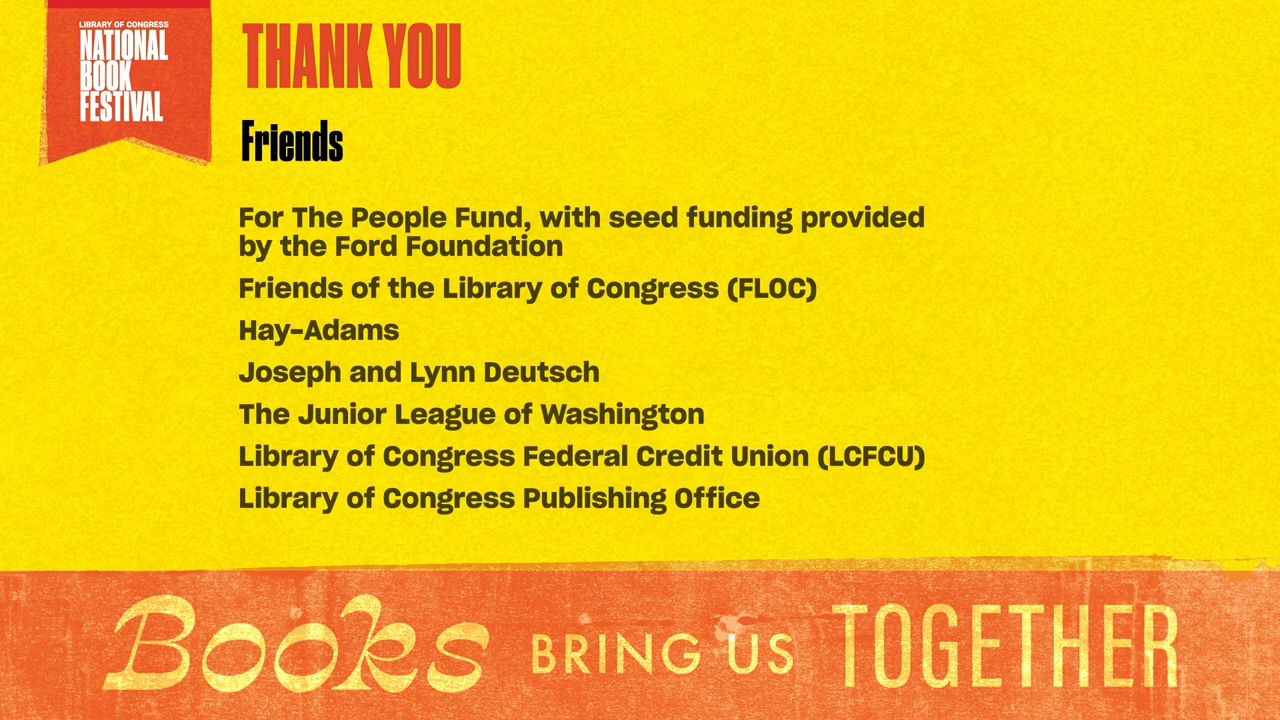 LIBRARY OF CONGRESS
NATIONAL
BOOK
FESTIVAL
THANK YOU
Friends
For The People Fund, with seed funding provided
by the Ford Foundation
Friends of the Library of Congress (FLOC)
Hay-Adams
Joseph and Lynn Deutsch
The Junior League of Washington
Library of Congress Federal Credit Union (LCFCU)
Library of Congress Publishing Office
Books BRING US TOGETHER